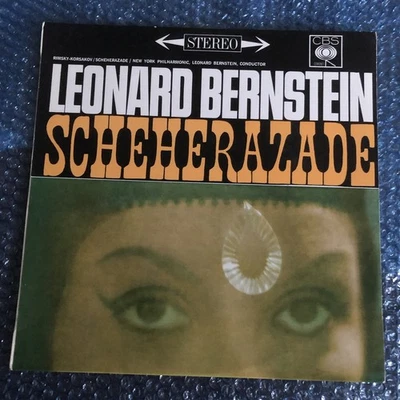 STEREO
CBS
RIMSKY-KORSAKOV/SCHEHERAZADE/NEW YORK PHILHARMONIC, LEONARD BERNSTEIN, CONDUCTOR
LEONARD BERNSTEIN
SCHEHERAZADE